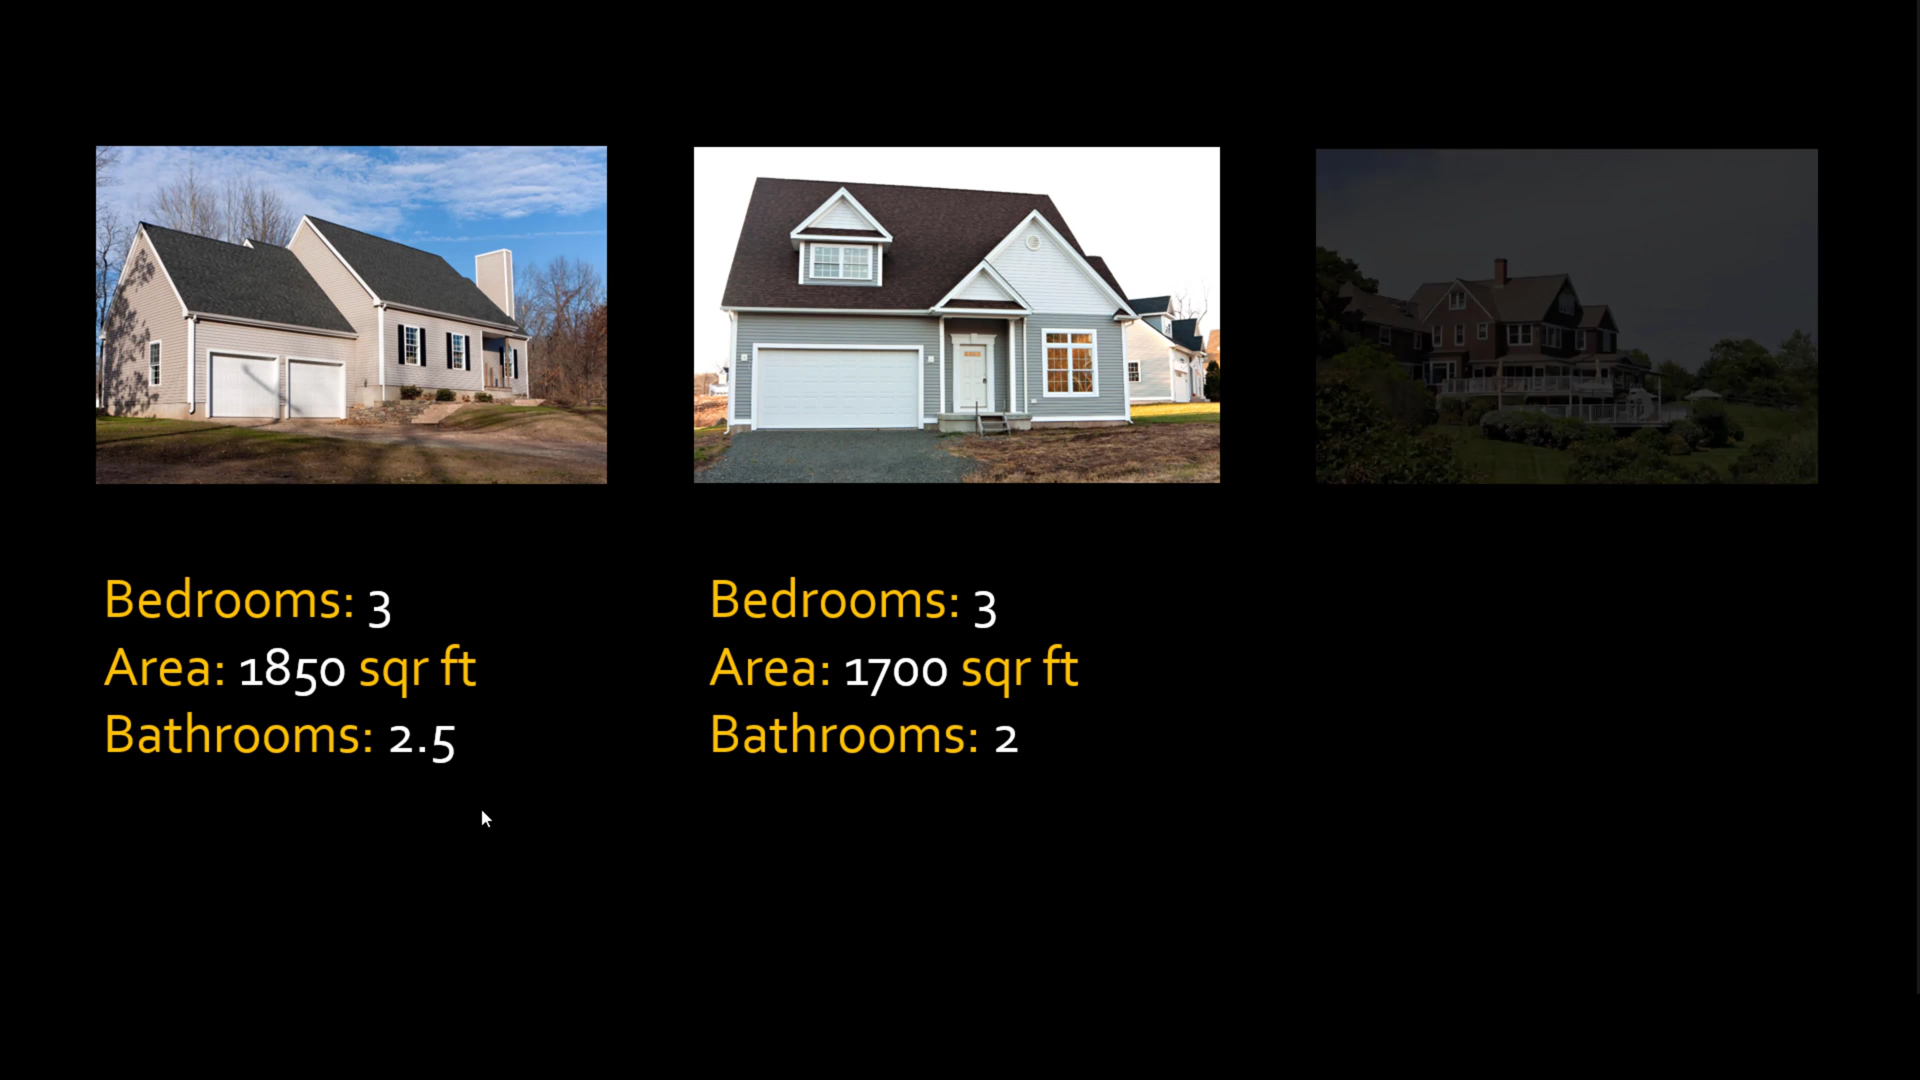 Bedrooms: 3
Area: 1850 sqr ft
Bathrooms: 2.5
Bedrooms: 3
Area: 1700 sqr ft
Bathrooms: 2